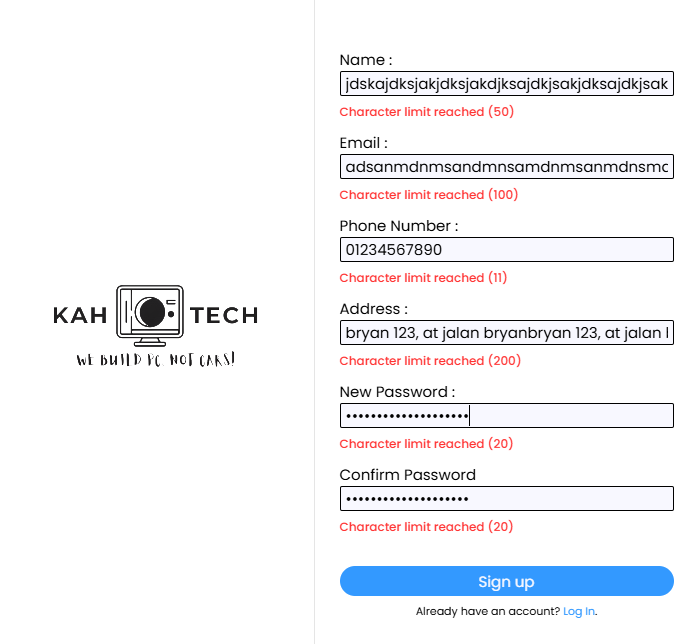 Name :
jdskajdksjakjdksjakdjksajdkjsakjdksajdkjsak
Character limit reached (50)
Email :
adsanmdnmsandmnsamdnmsanmdnsmc
Character limit reached (100)
Phone Number :
01234567890
Character limit reached (11)
KAH TECH
WE BUILD PC, NOT CARS!
Address :
bryan 123, at jalan bryanbryan 123, at jalan l
Character limit reached (200)
New Password :
••••••••••••••••••••
Character limit reached (20)
Confirm Password
••••••••••••••••••••
Character limit reached (20)
Sign up
Already have an account? Log In.